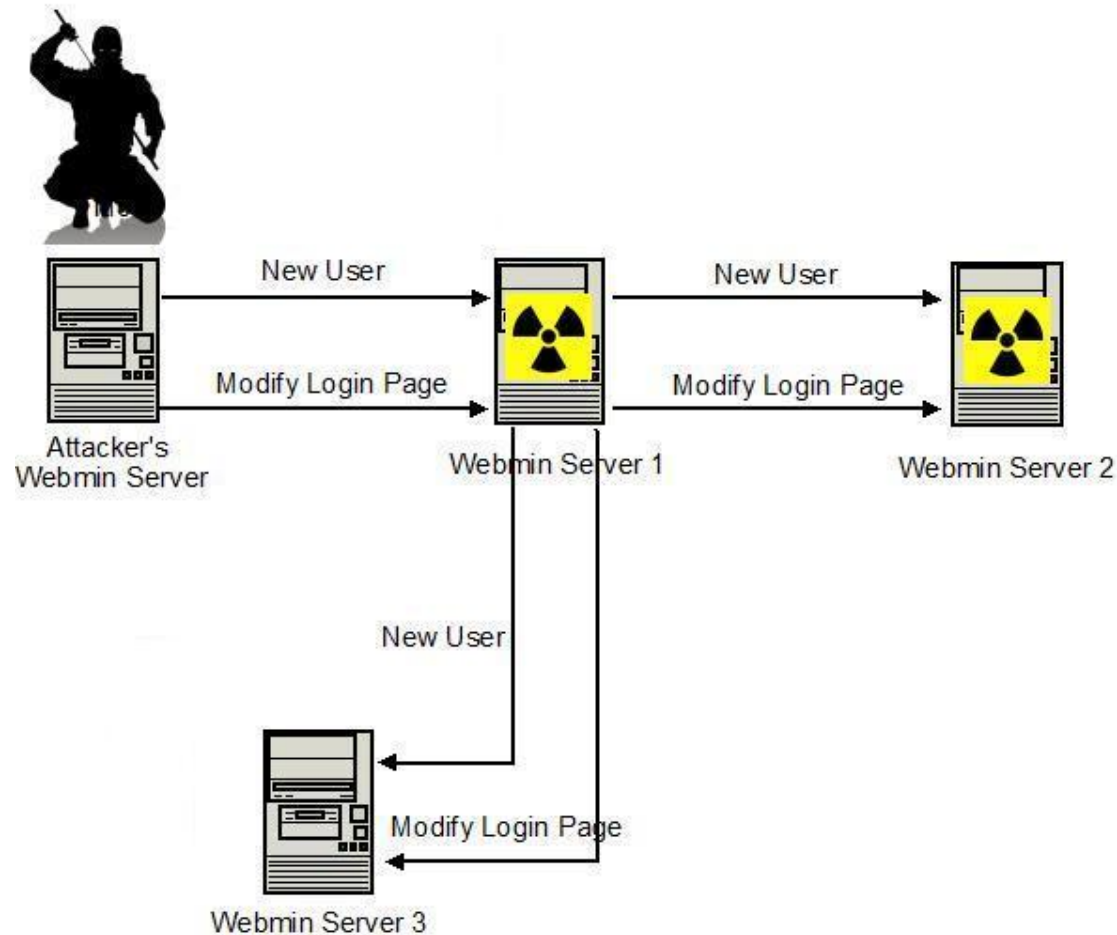 New User
New User
Modify Login Page
Modify Login Page
Attacker's
Webmin Server
Webmin Server 1
Webmin Server 2
New User
Modify Login Page
Webmin Server 3